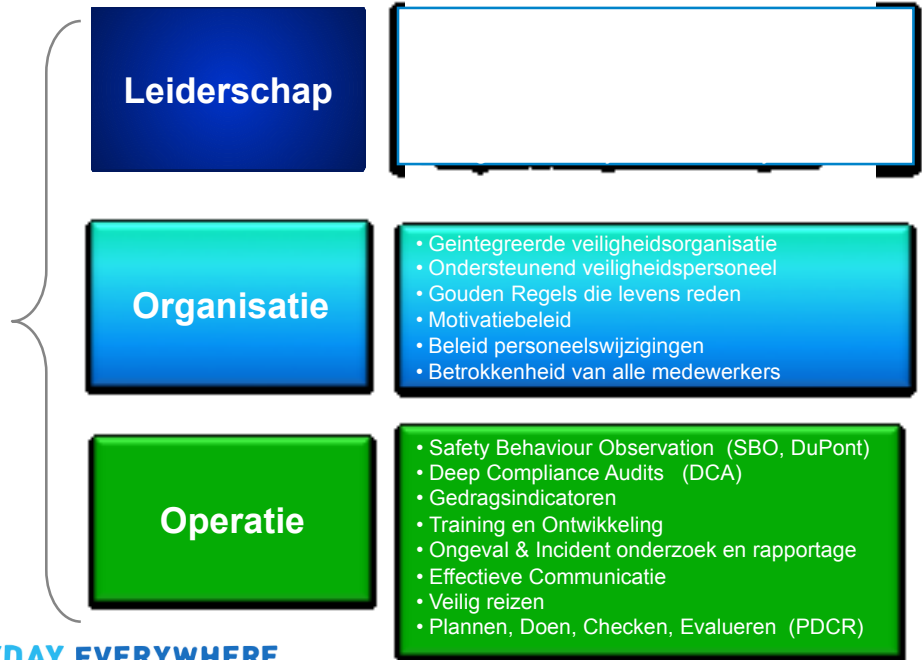 Leiderschap
Organisatie
• Geintegreerde veiligheidsorganisatie
• Ondersteunend veiligheidspersoneel
• Gouden Regels die levens reden
• Motivatiebeleid
• Beleid personeelswijzigingen
• Betrokkenheid van alle medewerkers
Operatie
• Safety Behaviour Observation (SBO, DuPont)
• Deep Compliance Audits (DCA)
• Gedragsindicatoren
• Training en Ontwikkeling
• Ongeval & Incident onderzoek en rapportage
• Effectieve Communicatie
• Veilig reizen
• Plannen, Doen, Checken, Evalueren (PDCR)
EVERYWHERE